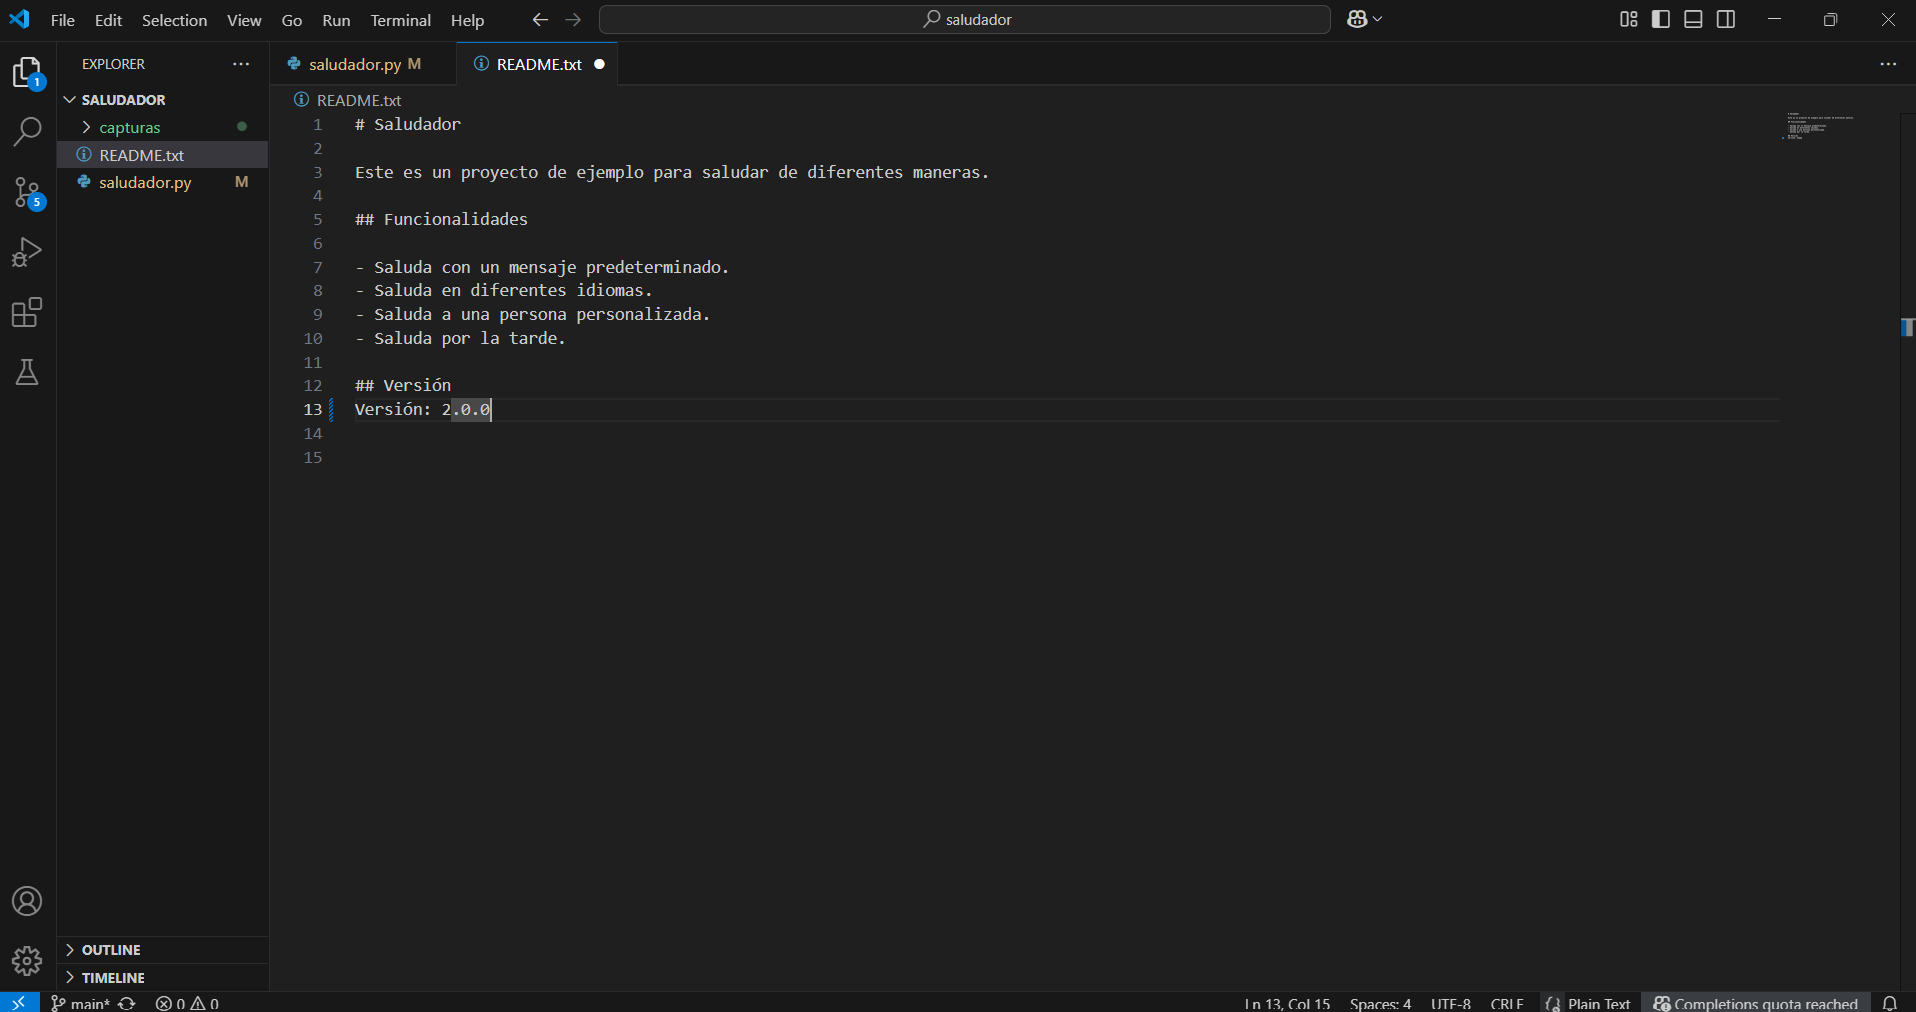 File Edit Selection View Go Run Terminal Help
saludador
EXPLORER
saludador.py M
README.txt
1
SALUDADOR
capturas
README.txt
saludador.py M
5
README.txt
1 # Saludador
2
3 Este es un proyecto de ejemplo para saludar de diferentes maneras.
4
5 ## Funcionalidades
6
7 - Saluda con un mensaje predeterminado.
8 - Saluda en diferentes idiomas.
9 - Saluda a una persona personalizada.
10 - Saluda por la tarde.
11
12 ## Versión
13 Versión: 2.0.0
14
15
OUTLINE
TIMELINE
main* 0 0 Ln 13, Col 15 Spaces: 4 UTF-8 CRLF Plain Text Completions quota reached